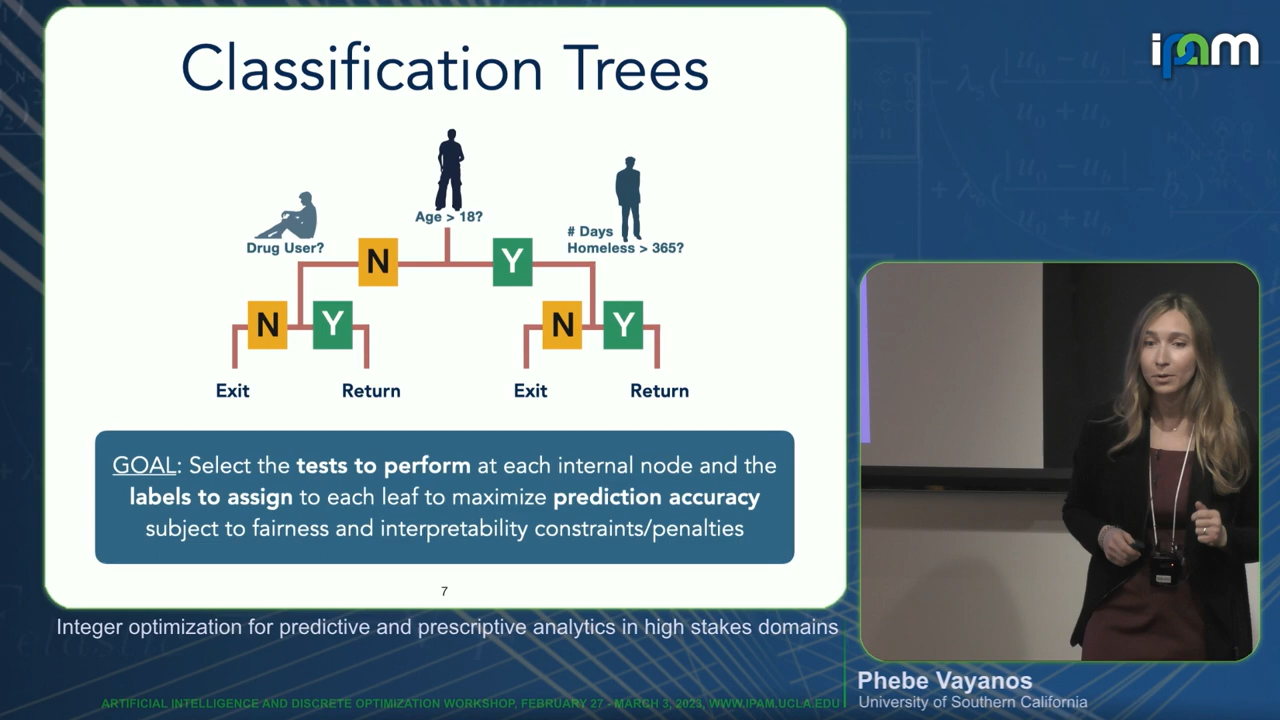 Classification Trees
ipam
Age > 18?
Drug User?
# Days
Homeless > 365?
N
Y
N
Y
N
Y
Exit
Return
Exit
Return
GOAL: Select the tests to perform at each internal node and the
labels to assign to each leaf to maximize prediction accuracy
subject to fairness and interpretability constraints/penalties
7
Integer optimization for predictive and prescriptive analytics in high stakes domains
Phebe Vayanos
University of Southern California
ARTIFICIAL INTELLIGENCE AND DISCRETE OPTIMIZATION WORKSHOP, FEBRUARY 27 - MARCH 3, 2023, WWW.IPAM.UCLA.EDU